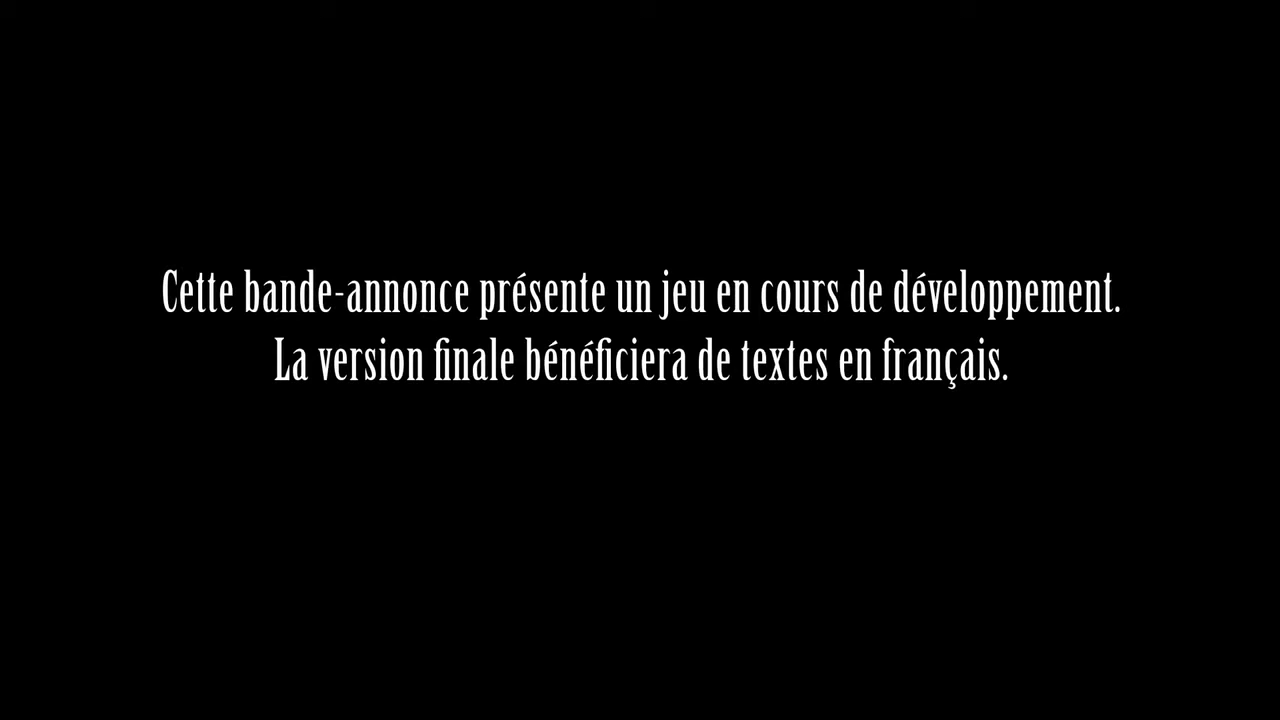 Cette bande-annonce présente un jeu en cours de développement.
La version finale bénéficiera de textes en français.